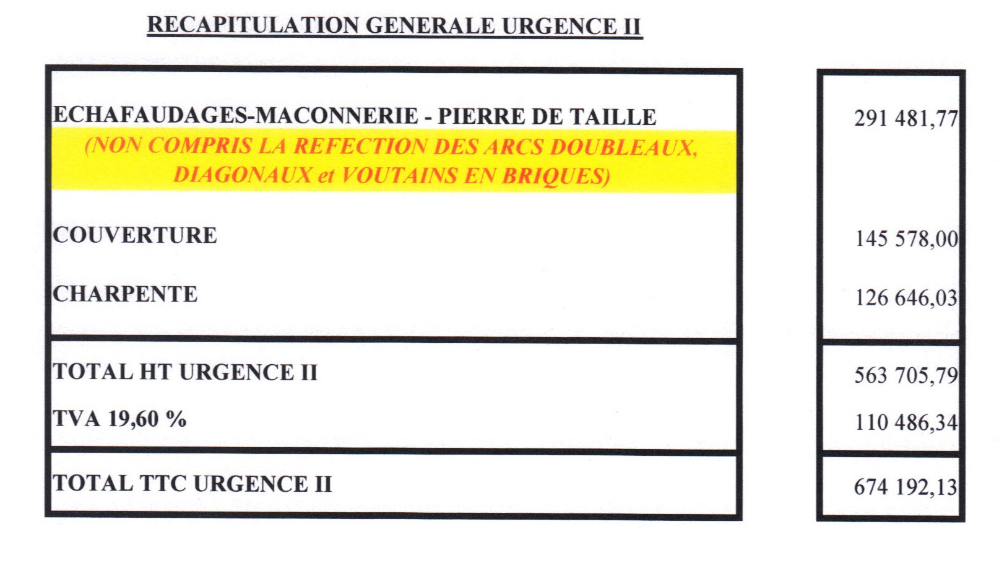 RECAPITULATION GENERALE URGENCE II
ECHAFAUDAGES-MACONNERIE - PIERRE DE TAILLE 291 481,77
(NON COMPRIS LA REFECTION DES ARCS DOUBLEAUX,
DIAGONAUX et VOUTAINS EN BRIQUES)
COUVERTURE 145 578,00
CHARPENTE 126 646,03
TOTAL HT URGENCE II 563 705,79
TVA 19,60 % 110 486,34
TOTAL TTC URGENCE II 674 192,13